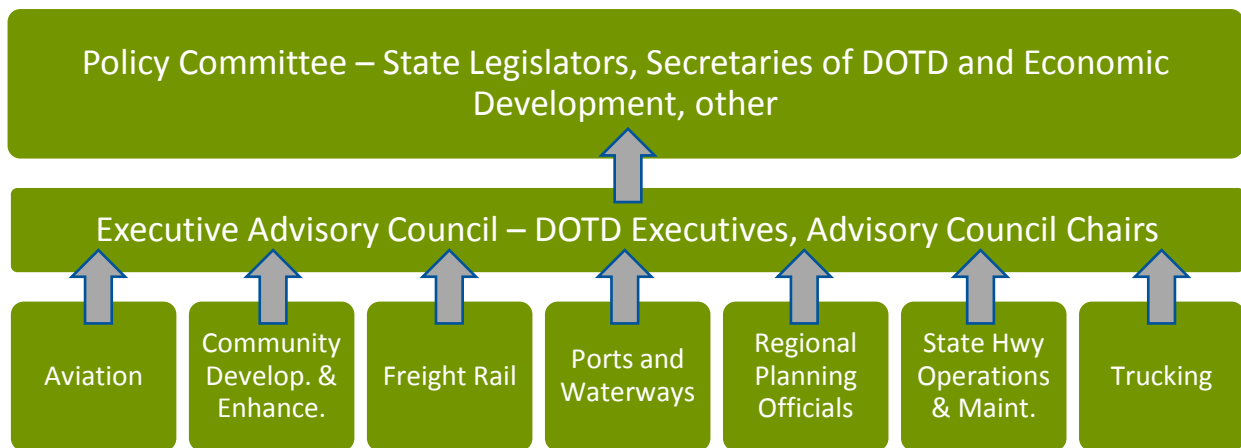 Policy Committee – State Legislators, Secretaries of DOTD and Economic
Development, other
Executive Advisory Council – DOTD Executives, Advisory Council Chairs
Aviation
Community
Develop. &
Enhance.
Freight Rail
Ports and
Waterways
Regional
Planning
Officials
State Hwy
Operations
& Maint.
Trucking